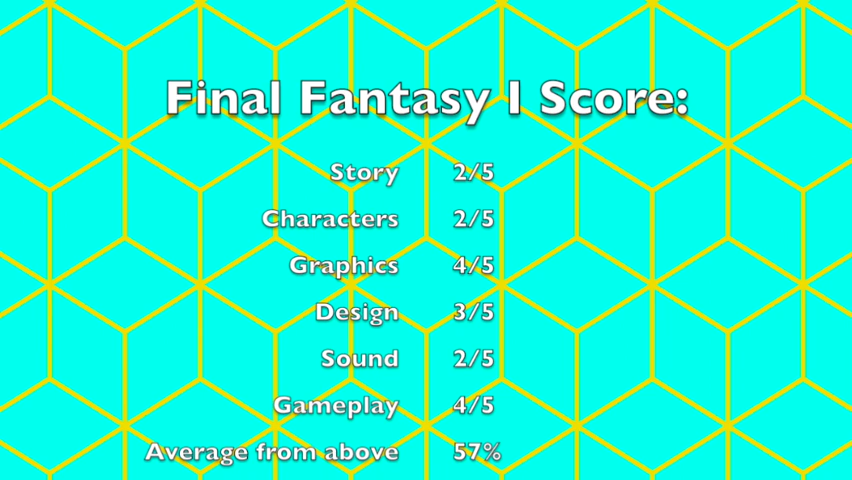 Final Fantasy I Score:
Story 2/5
Characters 2/5
Graphics 4/5
Design 3/5
Sound 2/5
Gameplay 4/5
Average from above 57%